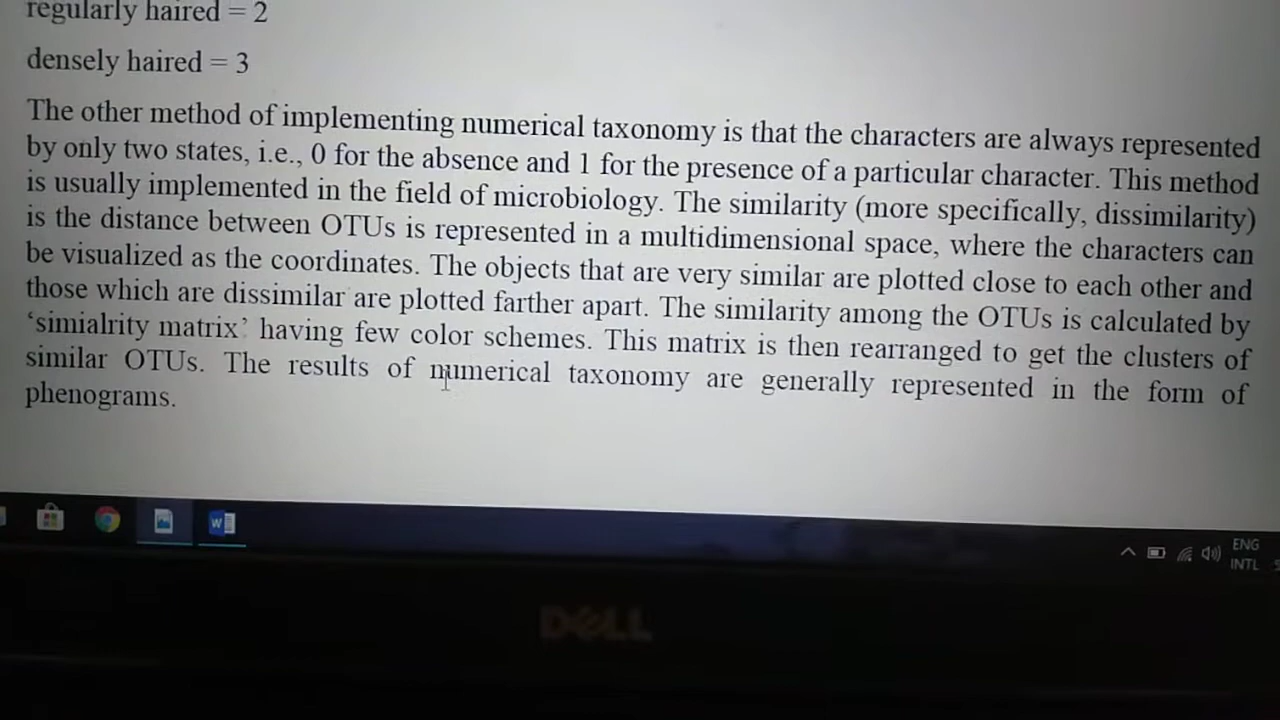 regularly haired = 2
densely haired = 3
The other method of implementing numerical taxonomy is that the characters are always represented
by only two states, i.e., 0 for the absence and 1 for the presence of a particular character. This method
is usually implemented in the field of microbiology. The similarity (more specifically, dissimilarity)
is the distance between OTUs is represented in a multidimensional space, where the characters can
be visualized as the coordinates. The objects that are very similar are plotted close to each other and
those which are dissimilar are plotted farther apart. The similarity among the OTUs is calculated by
‘simialrity matrix’ having few color schemes. This matrix is then rearranged to get the clusters of
similar OTUs. The results of numerical taxonomy are generally represented in the form of
phenograms.
W
ENG
INTL
DELL